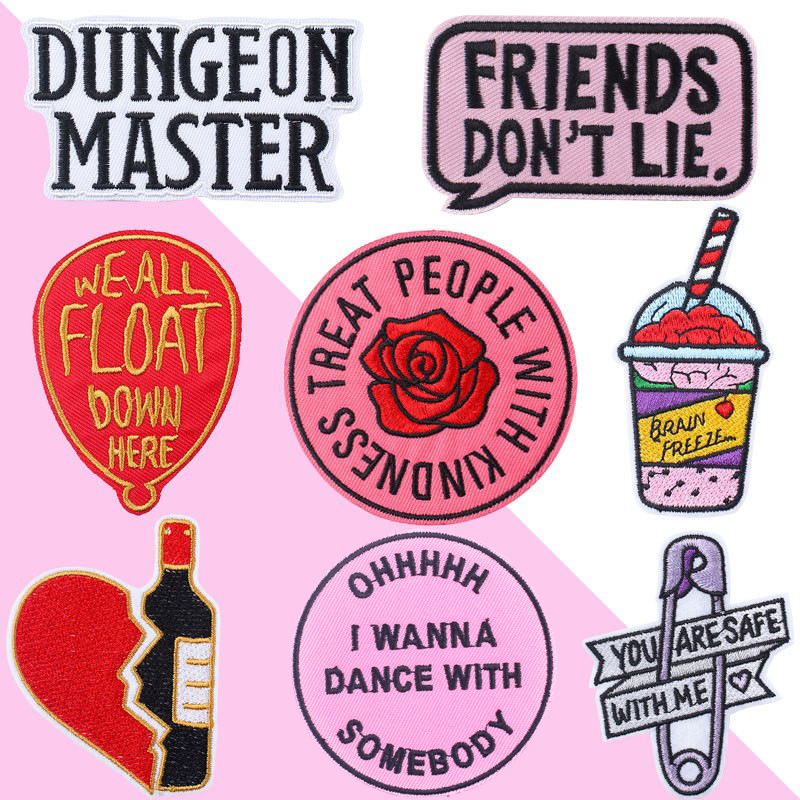 DUNGEON
MASTER
FRIENDS
DON'T LIE.
WE ALL
FLOAT
DOWN
HERE
TREAT PEOPLE WITH KINDNESS
BRAIN
FREEZE...
OHHHHHH
I WANNA
DANCE WITH
SOMEBODY
YOU ARE SAFE
WITH ME